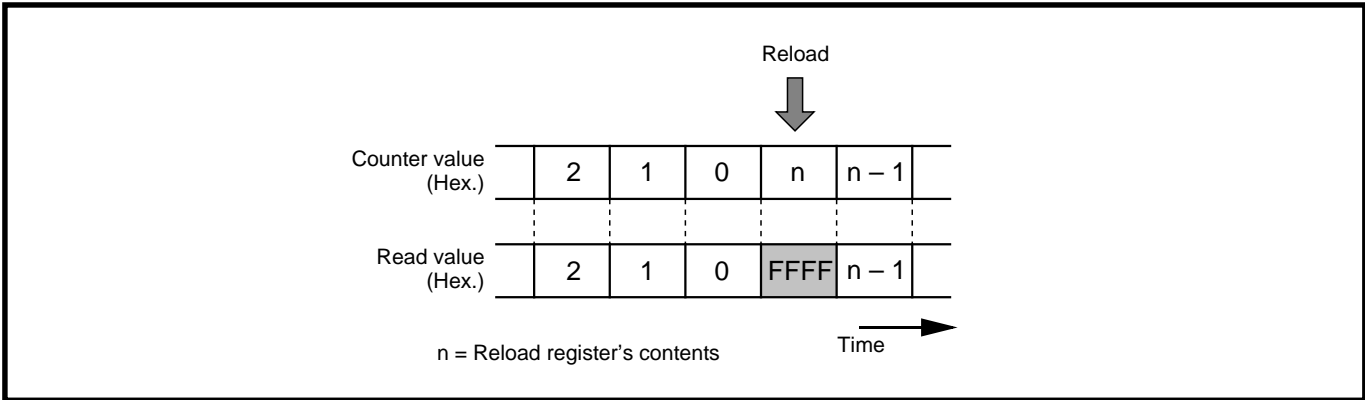 Reload
Counter value
(Hex.)
2 1 0 n n – 1
Read value
(Hex.)
2 1 0 FFFF n – 1
Time
n = Reload register's contents